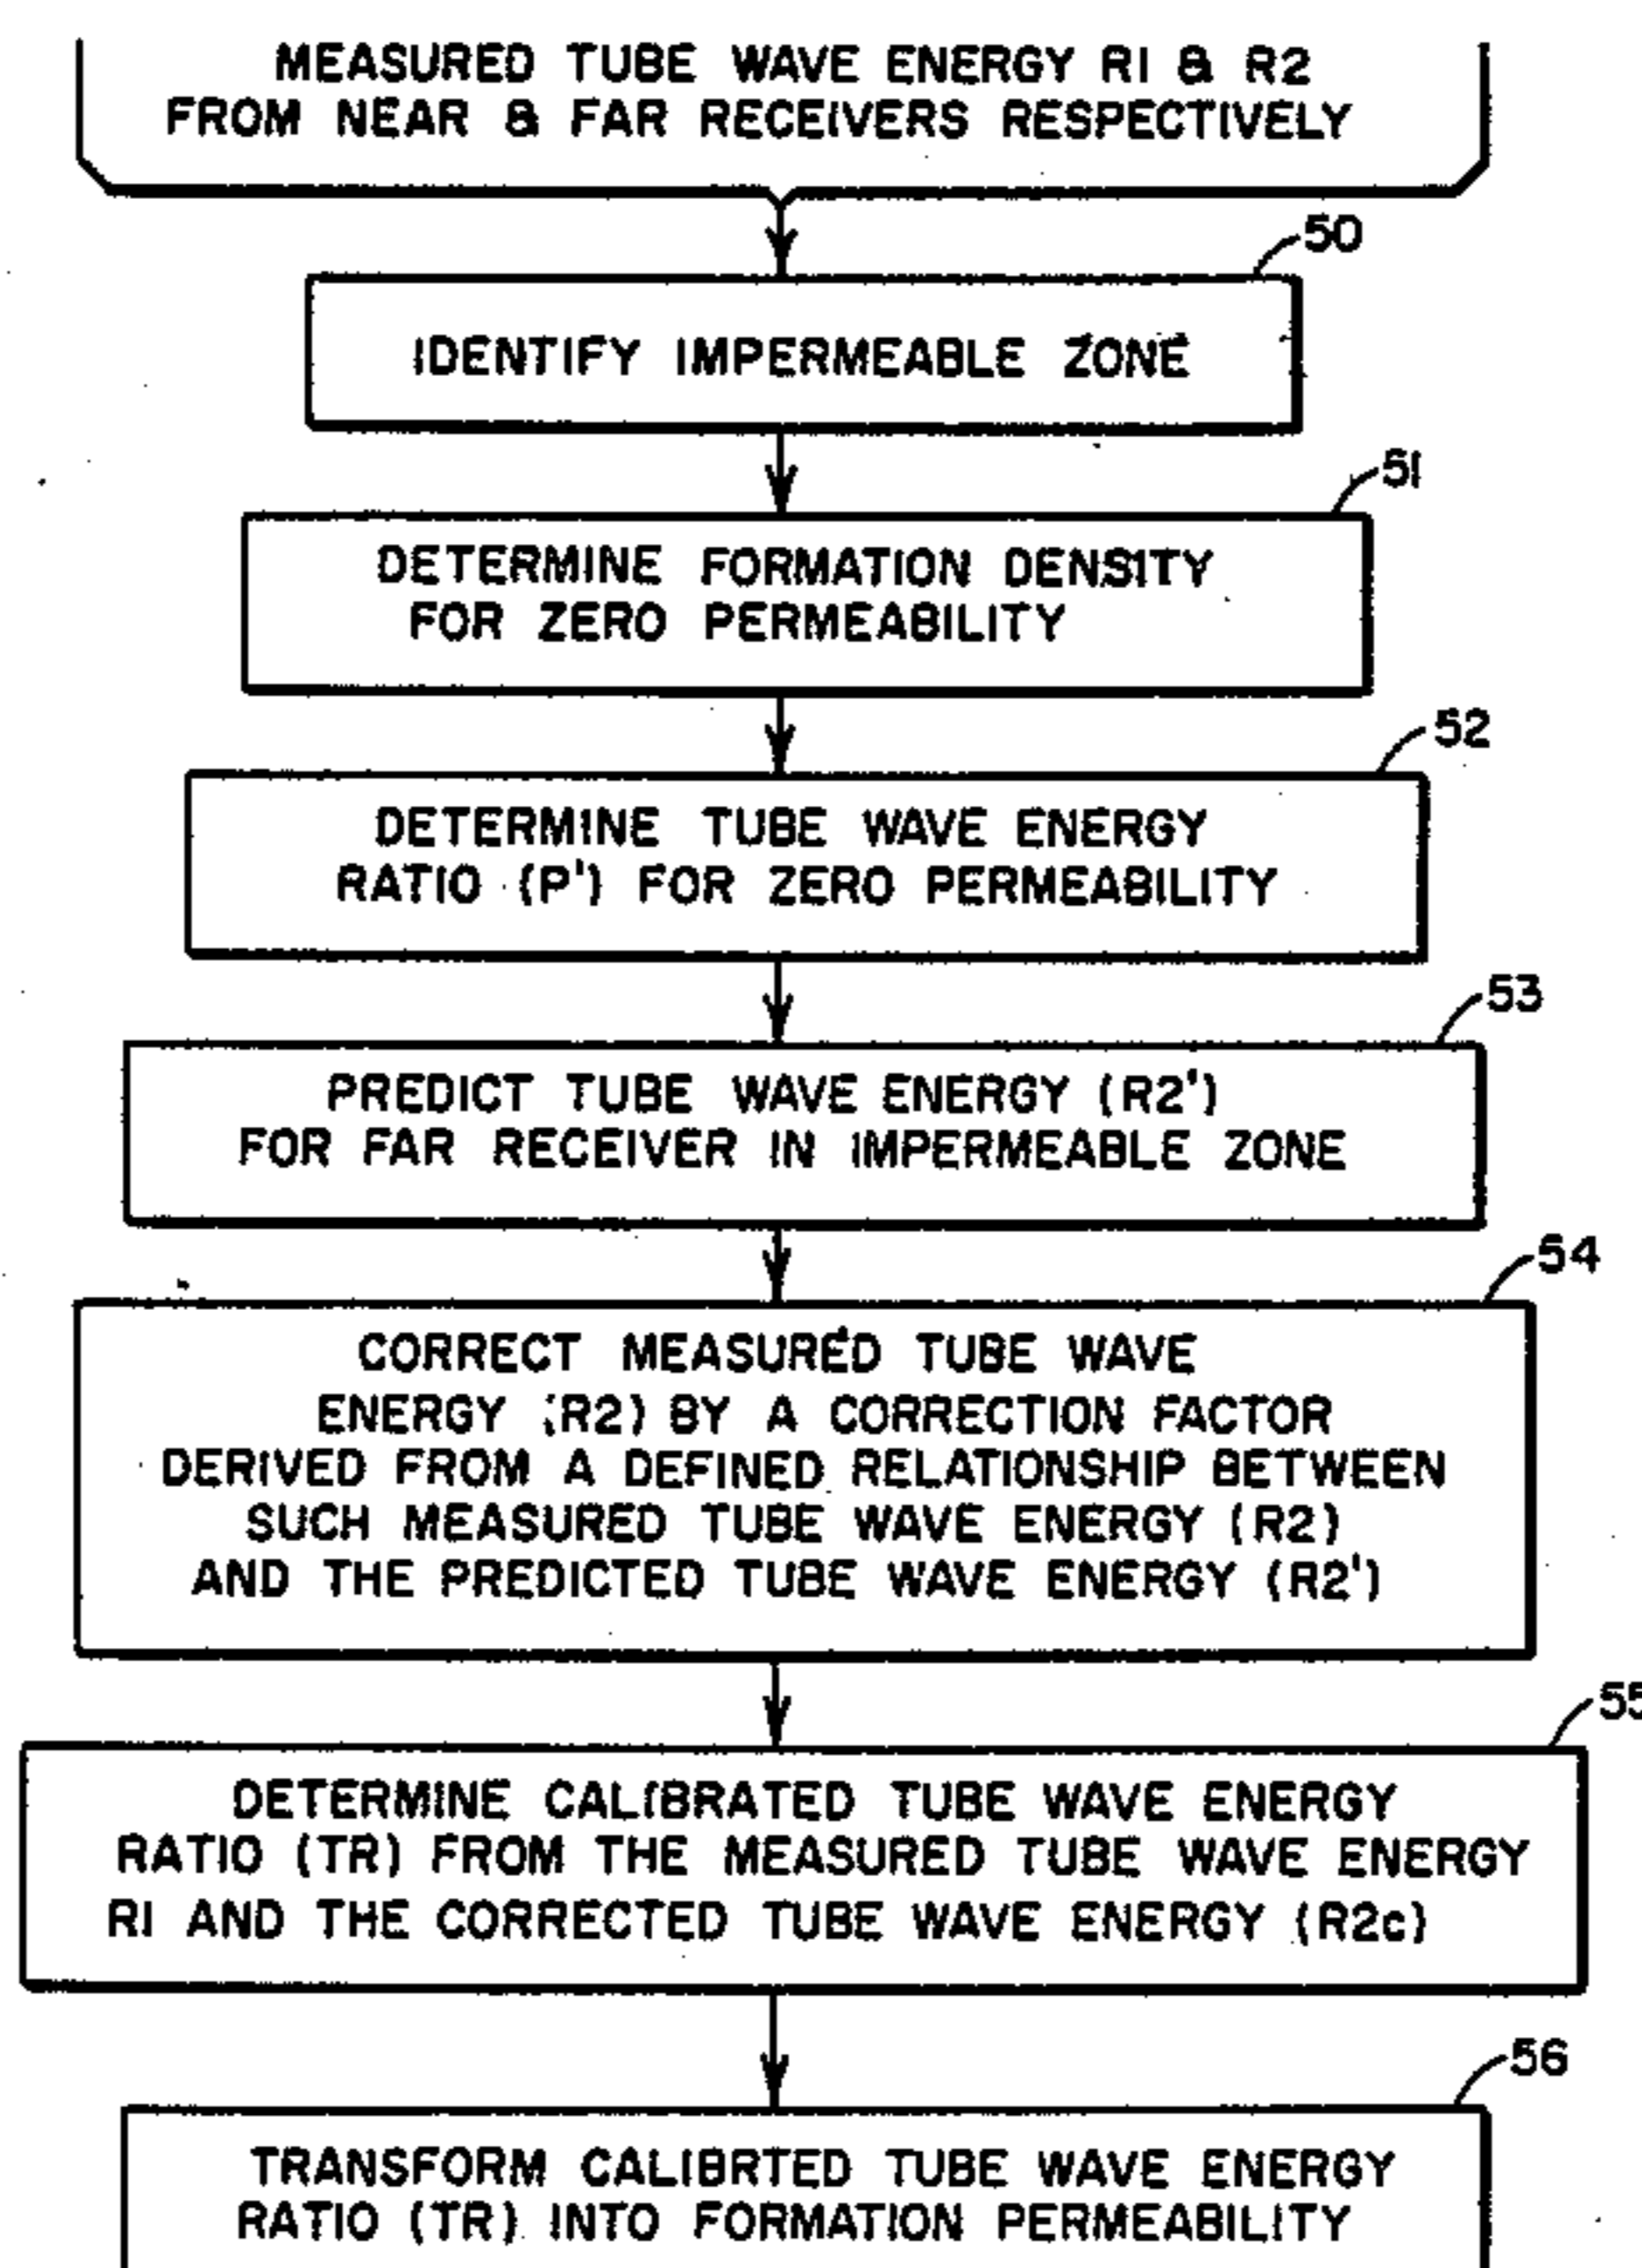 MEASURED TUBE WAVE ENERGY R1 & R2
FROM NEAR & FAR RECEIVERS RESPECTIVELY
50
IDENTIFY IMPERMEABLE ZONE
51
DETERMINE FORMATION DENSITY
FOR ZERO PERMEABILITY
52
DETERMINE TUBE WAVE ENERGY
RATIO (P') FOR ZERO PERMEABILITY
53
PREDICT TUBE WAVE ENERGY (R2')
FOR FAR RECEIVER IN IMPERMEABLE ZONE
54
CORRECT MEASURED TUBE WAVE
ENERGY (R2) BY A CORRECTION FACTOR
DERIVED FROM A DEFINED RELATIONSHIP BETWEEN
SUCH MEASURED TUBE WAVE ENERGY (R2)
AND THE PREDICTED TUBE WAVE ENERGY (R2')
55
DETERMINE CALIBRATED TUBE WAVE ENERGY
RATIO (TR) FROM THE MEASURED TUBE WAVE ENERGY
R1 AND THE CORRECTED TUBE WAVE ENERGY (R2c)
56
TRANSFORM CALIBRTED TUBE WAVE ENERGY
RATIO (TR) INTO FORMATION PERMEABILITY